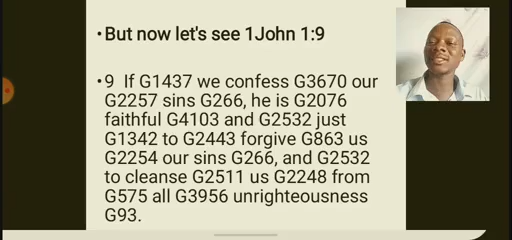 •But now let's see 1John 1:9
•9 If G1437 we confess G3670 our
G2257 sins G266, he is G2076
faithful G4103 and G2532 just
G1342 to G2443 forgive G863 us
G2254 our sins G266, and G2532
to cleanse G2511 us G2248 from
G575 all G3956 unrighteousness
G93.